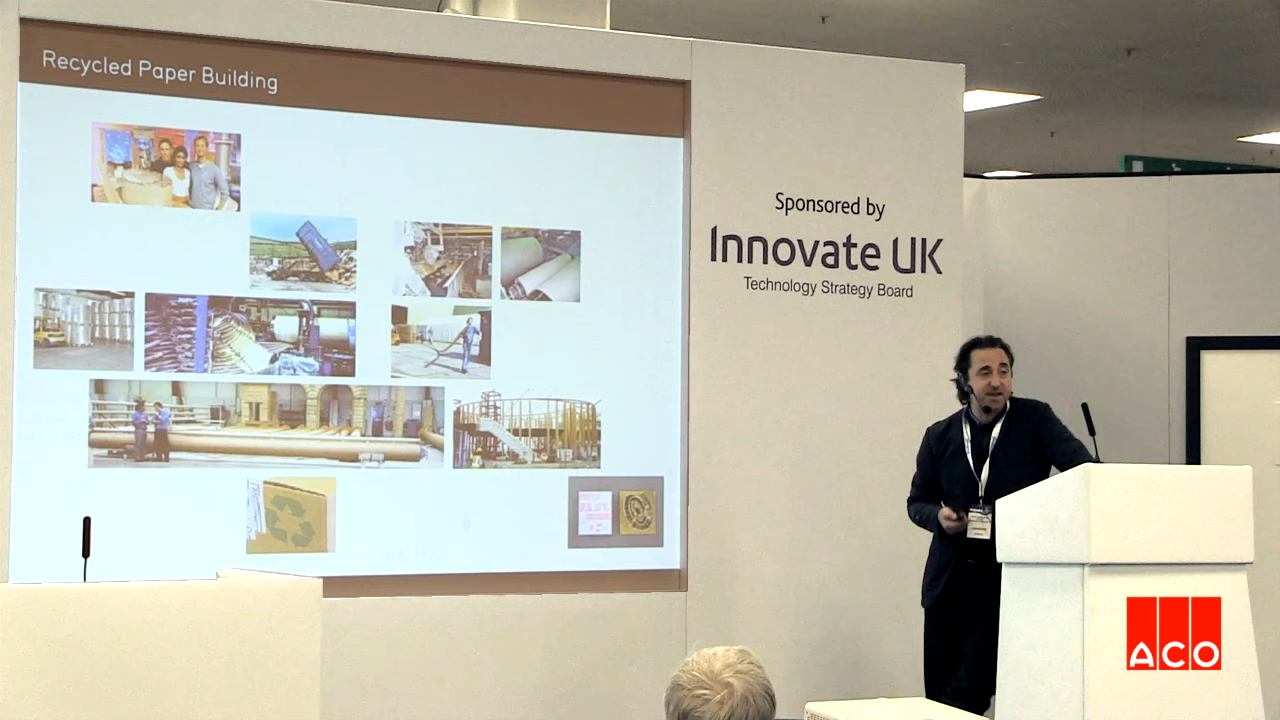 Recycled Paper Building
Sponsored by
Innovate UK
Technology Strategy Board
ACO